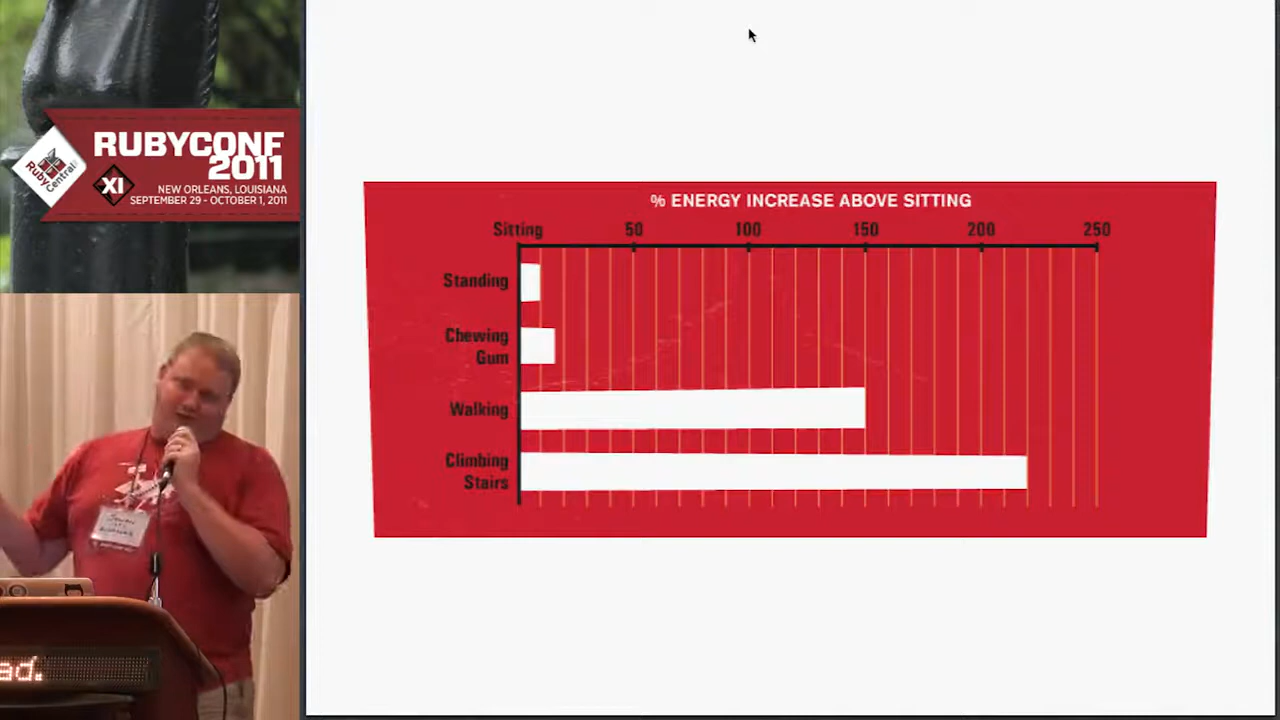 RUBYCONF
2011
RubyCentral
XI
NEW ORLEANS, LOUISIANA
SEPTEMBER 29 - OCTOBER 1, 2011
% ENERGY INCREASE ABOVE SITTING
Sitting 50 100 150 200 250
Standing
Chewing
Gum
Walking
Climbing
Stairs
ad.